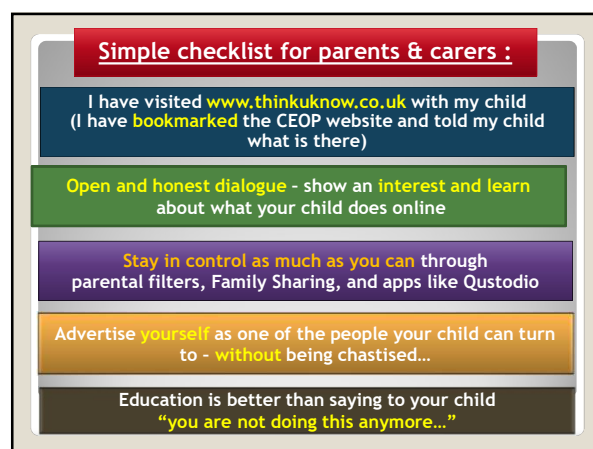 Simple checklist for parents & carers :
I have visited www.thinkuknow.co.uk with my child
(I have bookmarked the CEOP website and told my child
what is there)
Open and honest dialogue – show an interest and learn
about what your child does online
Stay in control as much as you can through
parental filters, Family Sharing, and apps like Qustodio
Advertise yourself as one of the people your child can turn
to – without being chastised…
Education is better than saying to your child
“you are not doing this anymore…”